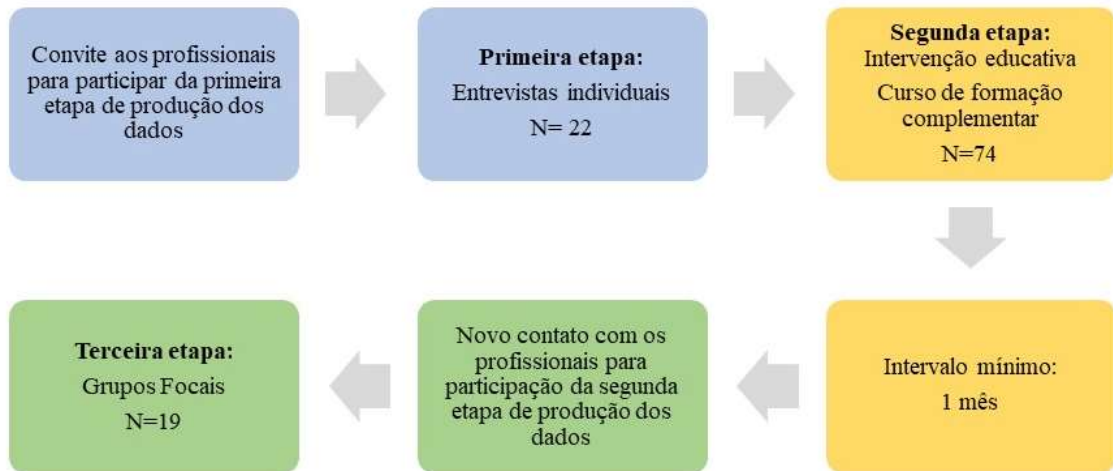 Convite aos profissionais
para participar da primeira
etapa de produção dos
dados
Primeira etapa:
Entrevistas individuais
N= 22
Segunda etapa:
Intervenção educativa
Curso de formação
complementar
N=74
Intervalo mínimo:
1 mês
Novo contato com os
profissionais para
participação da segunda
etapa de produção dos
dados
Terceira etapa:
Grupos Focais
N=19